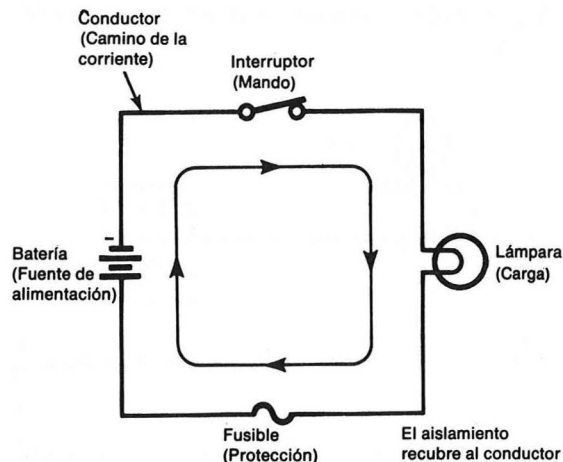 Conductor
(Camino de la
corriente)
Interruptor
(Mando)
-
Batería
(Fuente de
alimentación)
Lámpara
(Carga)
Fusible
(Protección)
El aislamiento
recubre al conductor